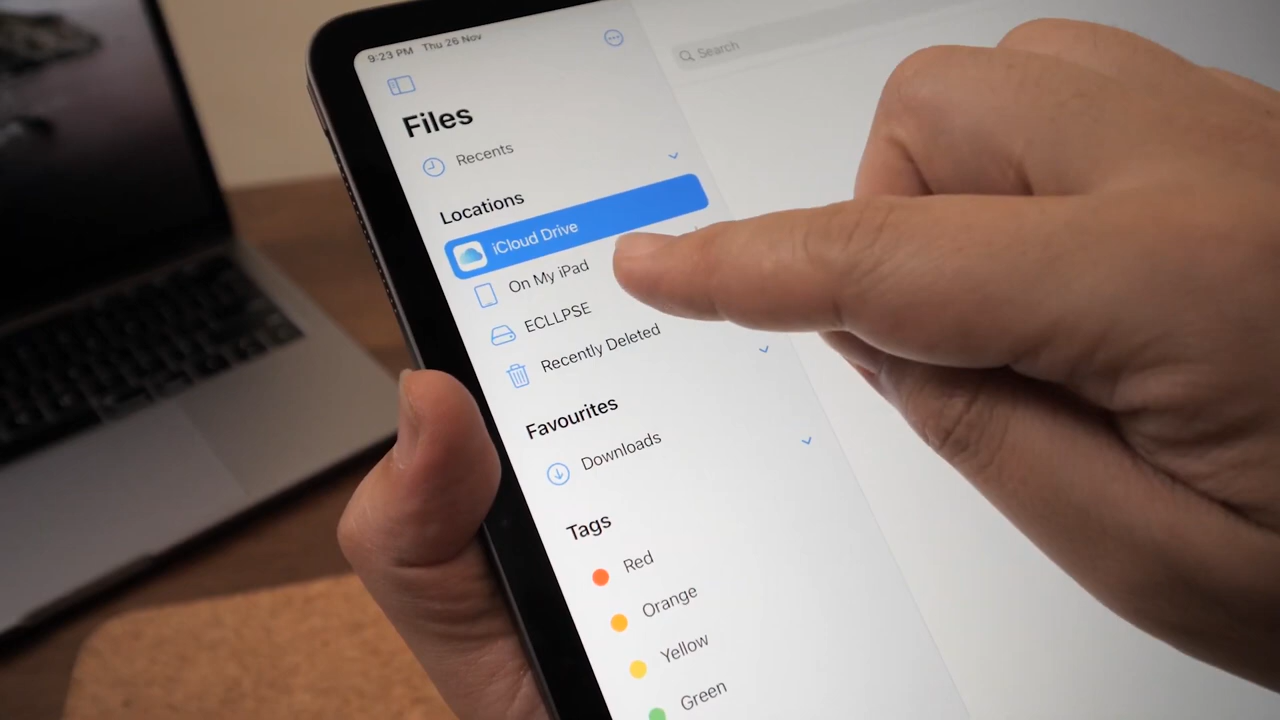 9:23 PM Thu 26 Nov
Search
Files
Recents
Locations
iCloud Drive
On My iPad
ECLLPSE
Recently Deleted
Favourites
Downloads
Tags
Red
Orange
Yellow
Green